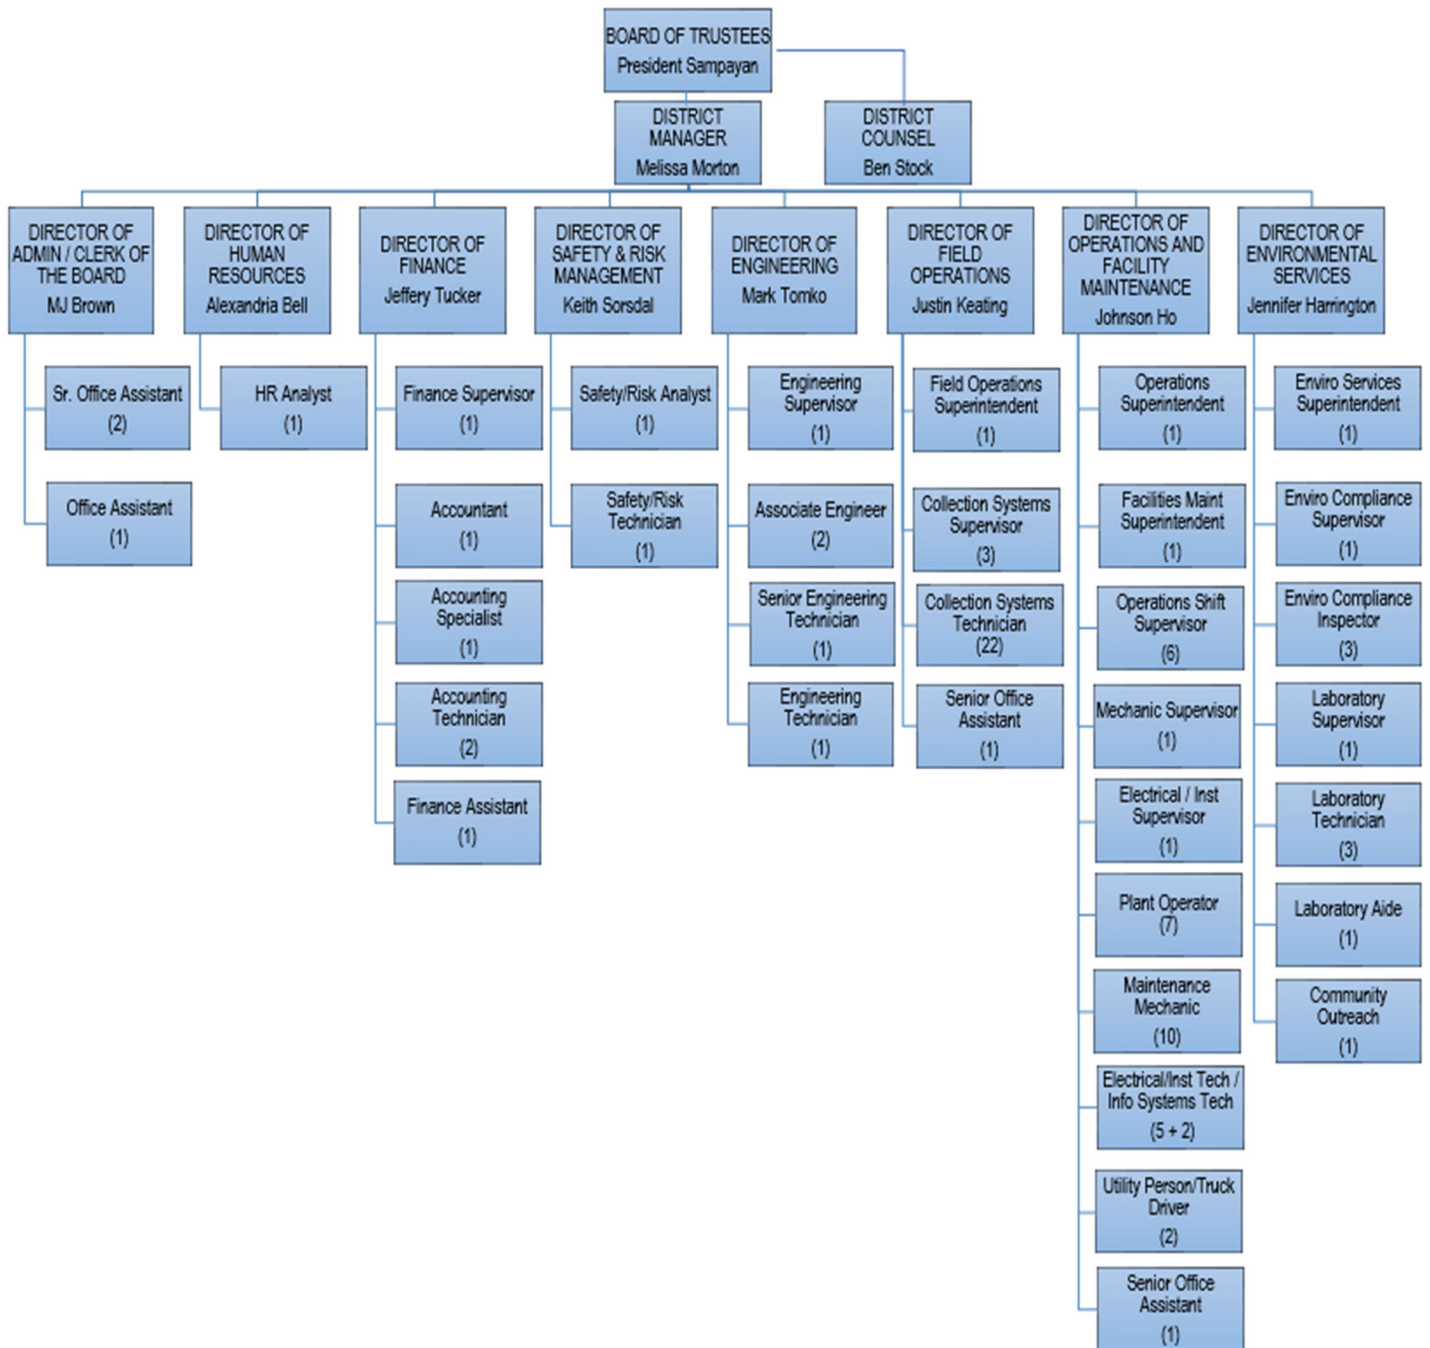 BOARD OF TRUSTEES
President Sampayan
DISTRICT
MANAGER
Melissa Morton
DISTRICT
COUNSEL
Ben Stock
DIRECTOR OF
ADMIN / CLERK OF
THE BOARD
MJ Brown
Sr. Office Assistant
(2)
Office Assistant
(1)
DIRECTOR OF
HUMAN
RESOURCES
Alexandria Bell
HR Analyst
(1)
DIRECTOR OF
FINANCE
Jeffery Tucker
Finance Supervisor
(1)
Accountant
(1)
Accounting
Specialist
(1)
Accounting
Technician
(2)
Finance Assistant
(1)
DIRECTOR OF
SAFETY & RISK
MANAGEMENT
Keith Sorsdal
Safety/Risk Analyst
(1)
Safety/Risk
Technician
(1)
DIRECTOR OF
ENGINEERING
Mark Tomko
Engineering
Supervisor
(1)
Associate Engineer
(2)
Senior Engineering
Technician
(1)
Engineering
Technician
(1)
DIRECTOR OF
FIELD
OPERATIONS
Justin Keating
Field Operations
Superintendent
(1)
Collection Systems
Supervisor
(3)
Collection Systems
Technician
(22)
Senior Office
Assistant
(1)
DIRECTOR OF
OPERATIONS AND
FACILITY
MAINTENANCE
Johnson Ho
Operations
Superintendent
(1)
Facilities Maint
Superintendent
(1)
Operations Shift
Supervisor
(6)
Mechanic Supervisor
(1)
Electrical / Inst
Supervisor
(1)
Plant Operator
(7)
Maintenance
Mechanic
(10)
Electrical/Inst Tech /
Info Systems Tech
(5 + 2)
Utility Person/Truck
Driver
(2)
Senior Office
Assistant
(1)
DIRECTOR OF
ENVIRONMENTAL
SERVICES
Jennifer Harrington
Enviro Services
Superintendent
(1)
Enviro Compliance
Supervisor
(1)
Enviro Compliance
Inspector
(3)
Laboratory
Supervisor
(1)
Laboratory
Technician
(3)
Laboratory Aide
(1)
Community
Outreach
(1)